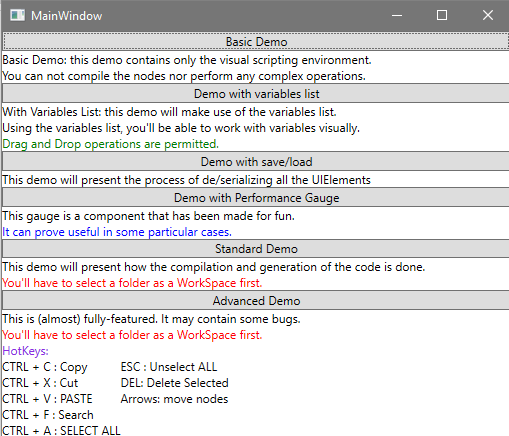 MainWindow
Basic Demo
Basic Demo: this demo contains only the visual scripting environment.
You can not compile the nodes nor perform any complex operations.
Demo with variables list
With Variables List: this demo will make use of the variables list.
Using the variables list, you'll be able to work with variables visually.
Drag and Drop operations are permitted.
Demo with save/load
This demo will present the process of de/serializing all the UIElements
Demo with Performance Gauge
This gauge is a component that has been made for fun.
It can prove useful in some particular cases.
Standard Demo
This demo will present how the compilation and generation of the code is done.
You'll have to select a folder as a WorkSpace first.
Advanced Demo
This is (almost) fully-featured. It may contain some bugs.
You'll have to select a folder as a WorkSpace first.
HotKeys:
CTRL + C : Copy ESC : Unselect ALL
CTRL + X : Cut DEL: Delete Selected
CTRL + V : PASTE Arrows: move nodes
CTRL + F : Search
CTRL + A : SELECT ALL